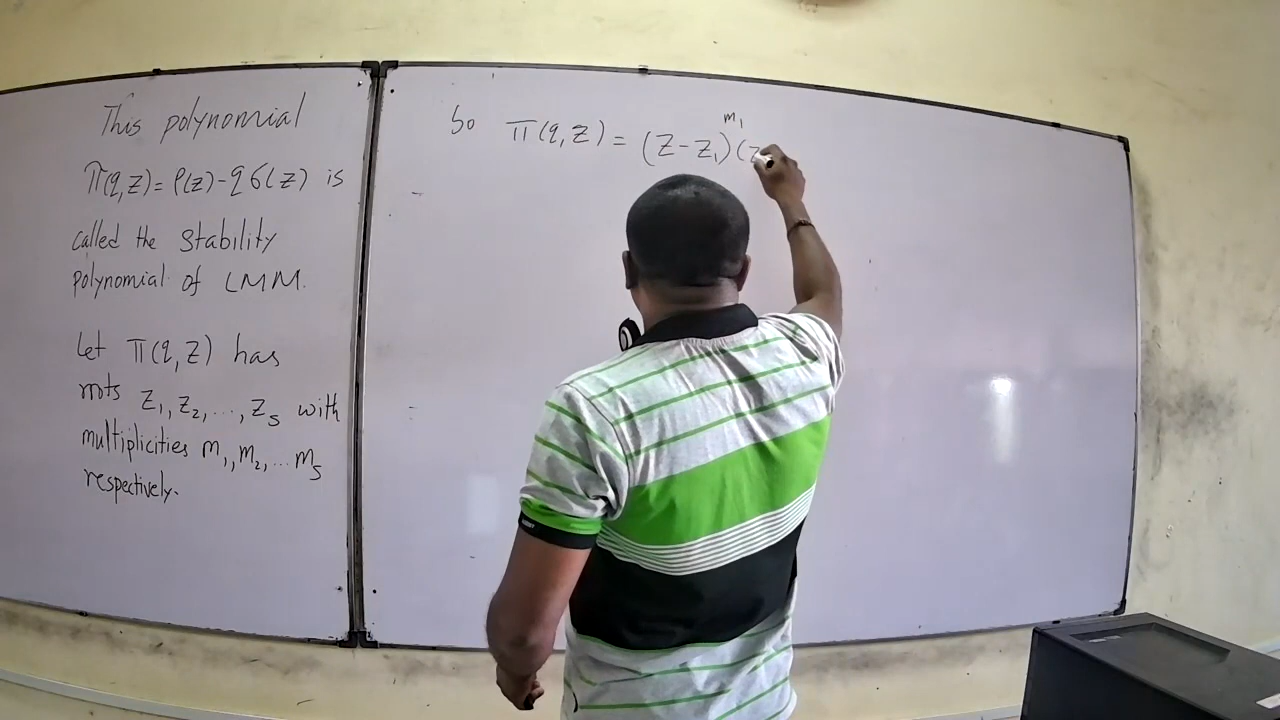 This polynomial
π(q,z) = ρ(z) - qσ(z) is
called the stability
polynomial of LMM.
Let π(q,z) has
roots z₁, z₂, ..., z_s with
multiplicities m₁, m₂, ... m_s
respectively.
So π(q,z) = (z - z₁)^m₁ (z